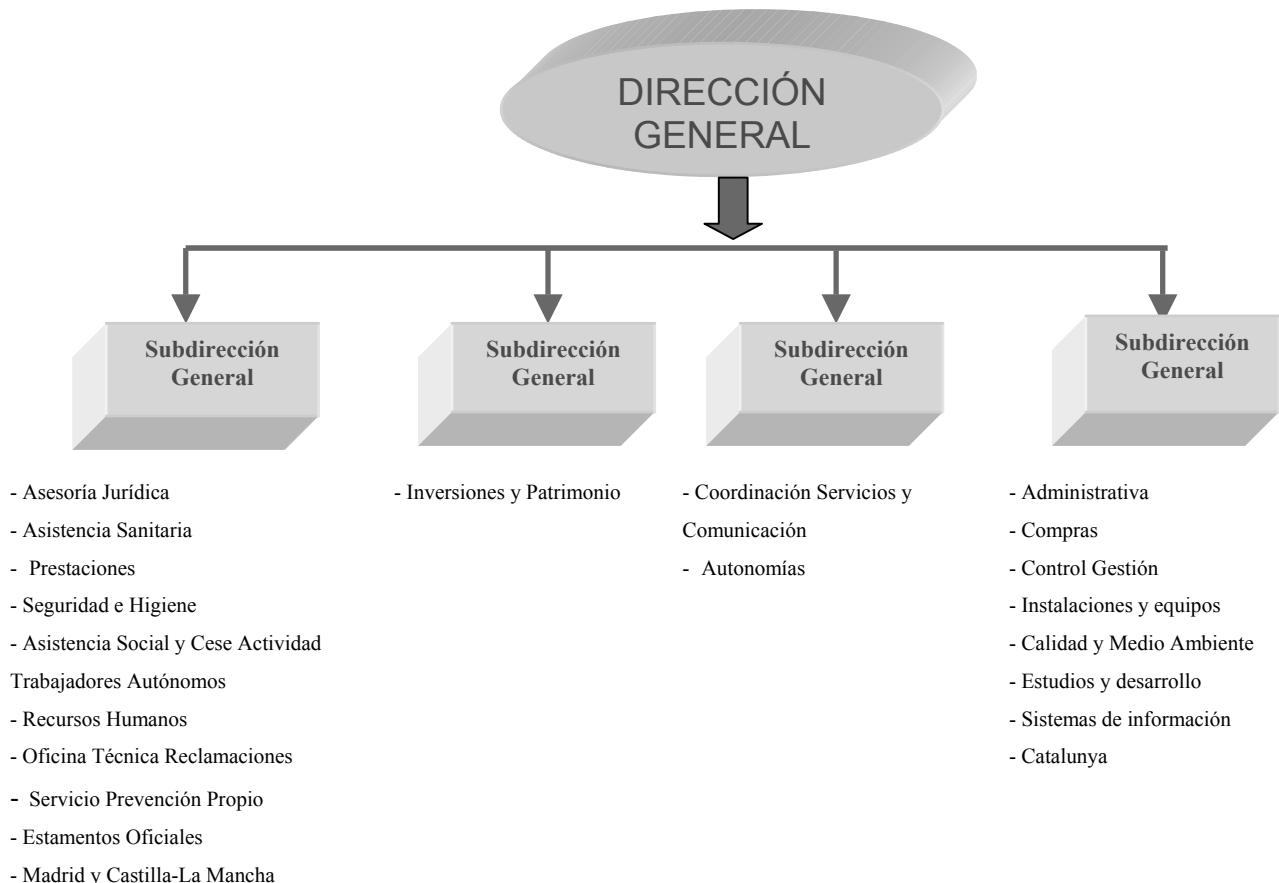 DIRECCIÓN
GENERAL
Subdirección
General
Subdirección
General
Subdirección
General
Subdirección
General
- Asesoría Jurídica
- Asistencia Sanitaria
- Prestaciones
- Seguridad e Higiene
- Asistencia Social y Cese Actividad
Trabajadores Autónomos
- Recursos Humanos
- Oficina Técnica Reclamaciones
- Servicio Prevención Propio
- Estamentos Oficiales
- Madrid y Castilla-La Mancha
- Inversiones y Patrimonio
- Coordinación Servicios y
Comunicación
- Autonomías
- Administrativa
- Compras
- Control Gestión
- Instalaciones y equipos
- Calidad y Medio Ambiente
- Estudios y desarrollo
- Sistemas de información
- Catalunya